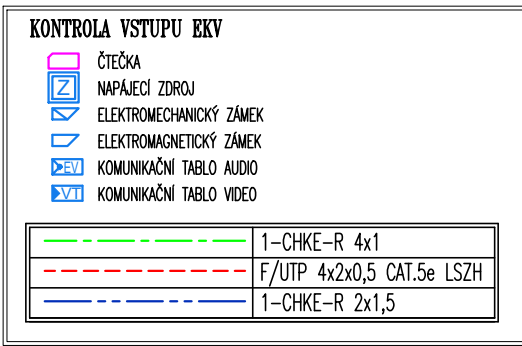 KONTROLA VSTUPU EKV
ČTEČKA
Z NAPÁJECÍ ZDROJ
ELEKTROMECHANICKÝ ZÁMEK
ELEKTROMAGNETICKÝ ZÁMEK
EV KOMUNIKAČNÍ TABLO AUDIO
VT KOMUNIKAČNÍ TABLO VIDEO
1-CHKE-R 4x1
F/UTP 4x2x0,5 CAT.5e LSZH
1-CHKE-R 2x1,5